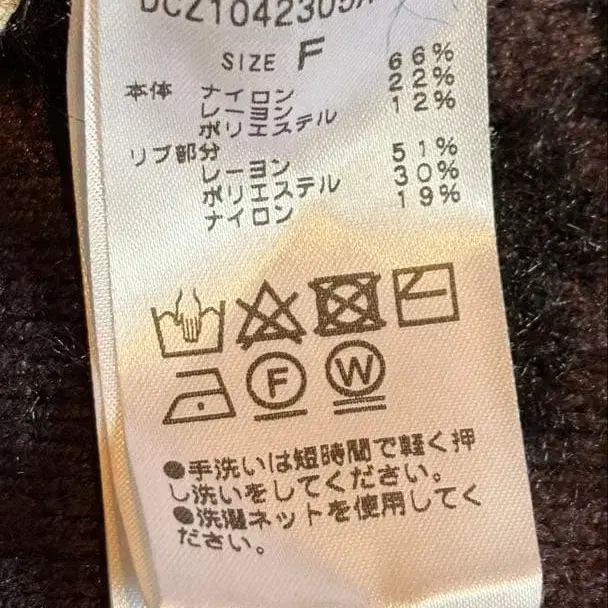 DCZ1042305A
SIZE F
本体 ナイロン 66%
レーヨン 22%
ポリエステル 12%
リブ部分
レーヨン 51%
ポリエステル 30%
ナイロン 19%
F W
●手洗いは短時間で軽く押
し洗いをしてください。
●洗濯ネットを使用してく
ださい。